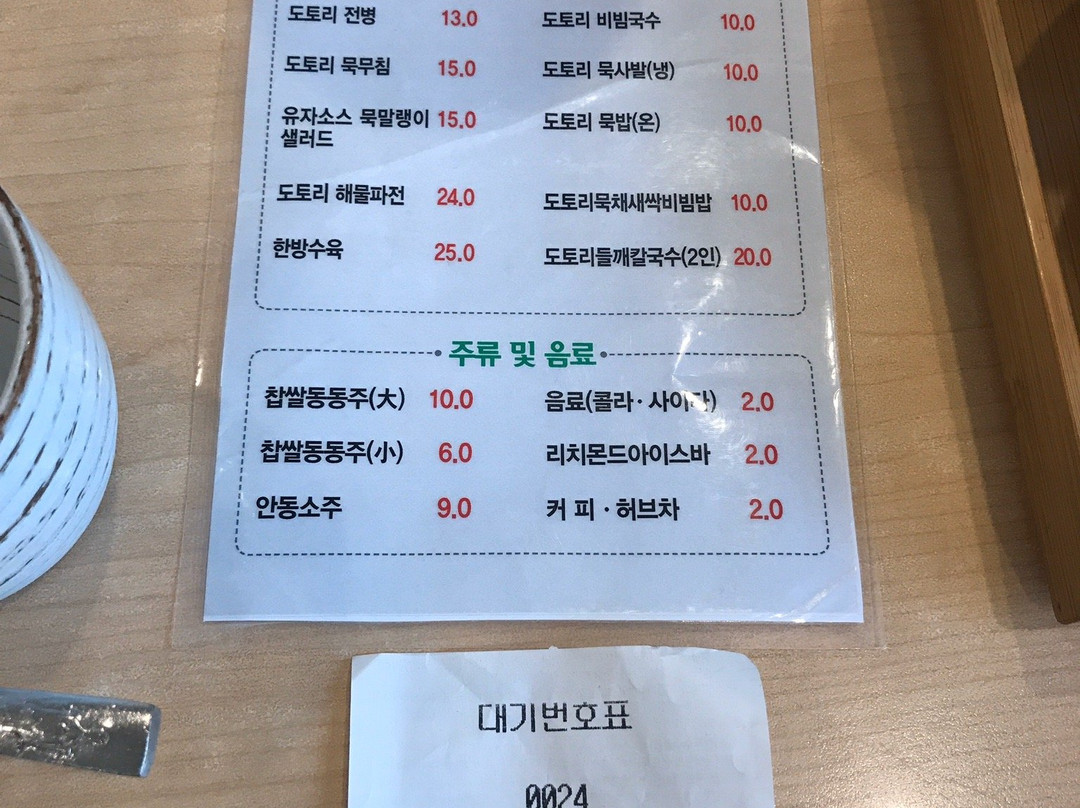 도토리 전병 13.0 도토리 비빔국수 10.0
도토리 묵무침 15.0 도토리 묵사발(냉) 10.0
유자소스 묵말랭이 15.0 도토리 묵밥(온) 10.0
샐러드
도토리 해물파전 24.0 도토리묵채새싹비빔밥 10.0
한방수육 25.0 도토리들깨칼국수(2인) 20.0
주류 및 음료
찹쌀동동주(大) 10.0 음료(콜라·사이다) 2.0
찹쌀동동주(小) 6.0 리치몬드아이스바 2.0
안동소주 9.0 커 피·허브차 2.0
대기번호표
0024